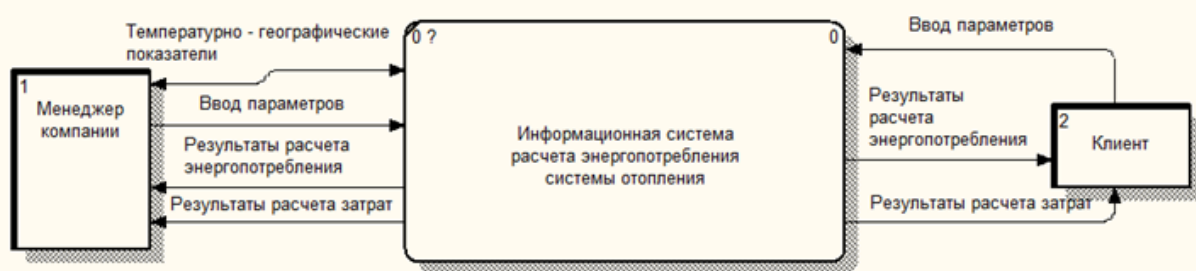 Температурно - географические
показатели
1
Менеджер
компании
Ввод параметров
Результаты расчета
энергопотребления
Результаты расчета затрат
0 ?
0
Информационная система
расчета энергопотребления
системы отопления
Ввод параметров
Результаты
расчета
энергопотребления
2
Клиент
Результаты расчета затрат